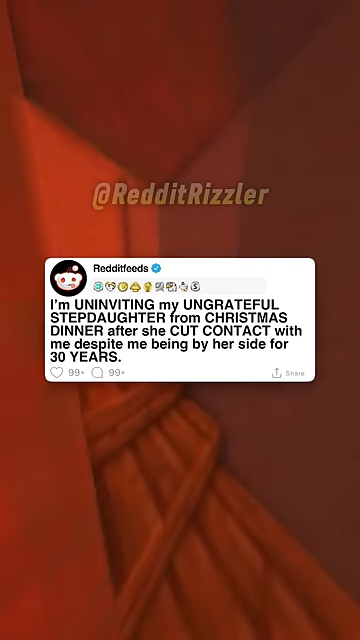 @RedditRizzler
Redditfeeds
I'm UNINVITING my UNGRATEFUL
STEPDAUGHTER from CHRISTMAS
DINNER after she CUT CONTACT with
me despite me being by her side for
30 YEARS.
99+ 99+ Share